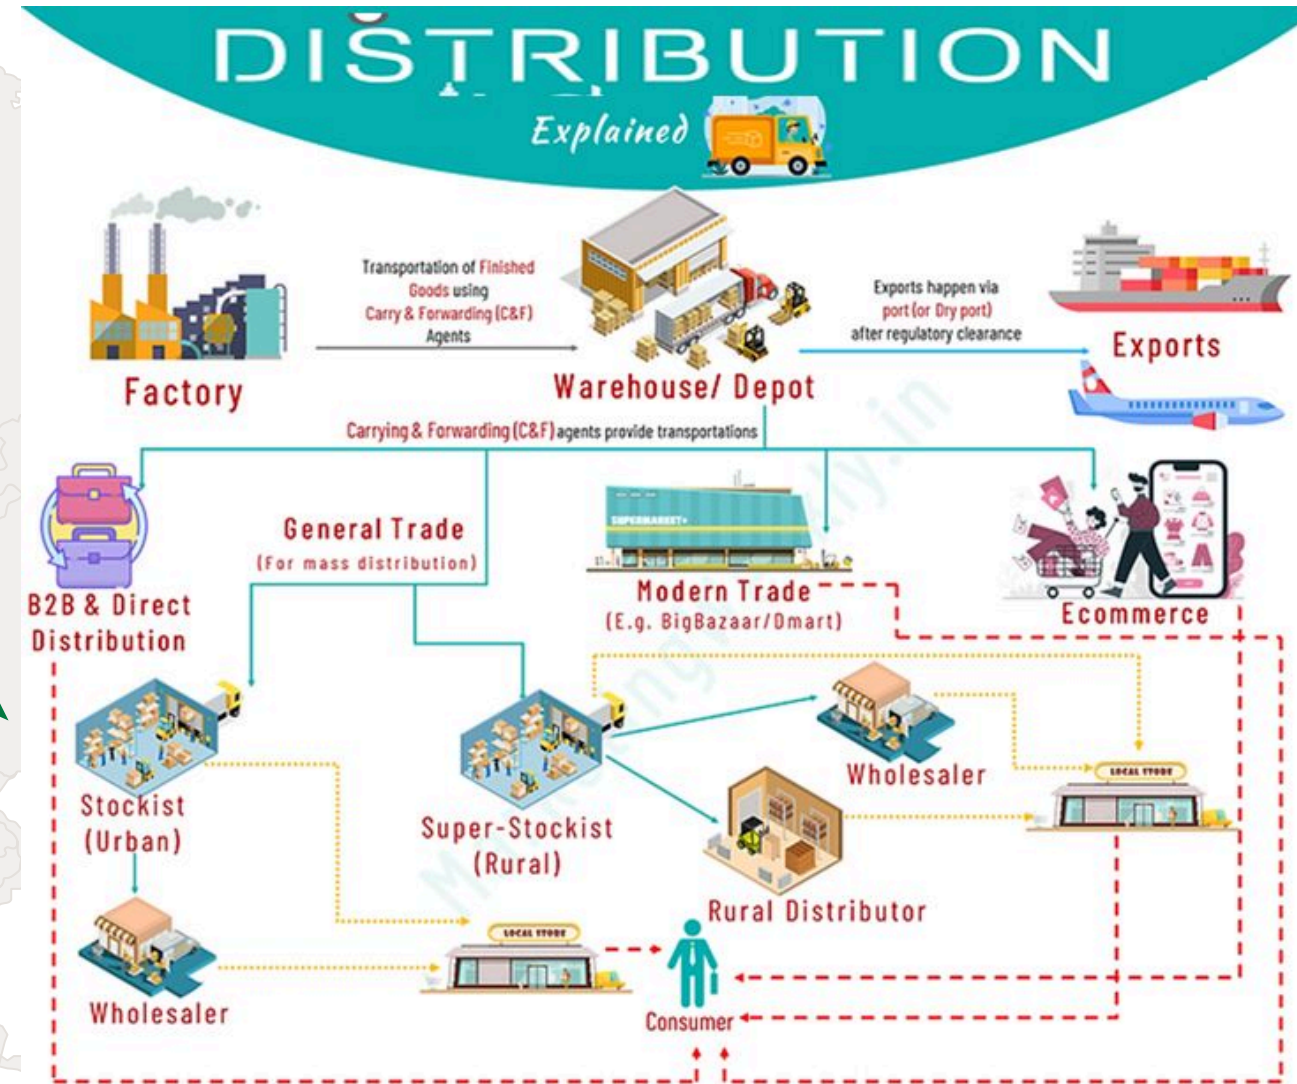 DISTRIBUTION
Explained
Transportation of Finished
Goods using
Carry & Forwarding (C&F)
Agents
Exports happen via
port (or Dry port)
after regulatory clearance
Exports
Factory
Warehouse/ Depot
Carrying & Forwarding (C&F) agents provide transportations
General Trade
(For mass distribution)
SUPERMARKET+
B2B & Direct
Distribution
Modern Trade
(E.g. BigBazaar/Dmart)
Ecommerce
Stockist
(Urban)
Super-Stockist
(Rural)
Wholesaler
LOCAL STORE
Rural Distributor
Wholesaler
LOCAL STORE
Consumer